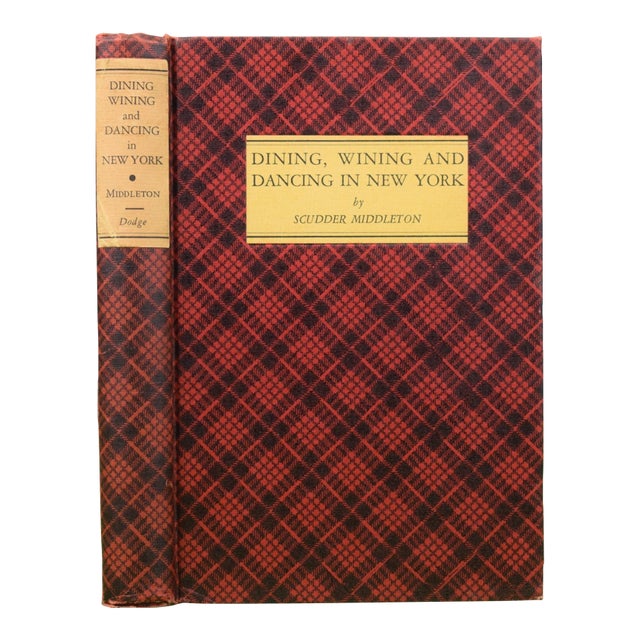 DINING
WINING
and
DANCING
in
NEW YORK
MIDDLETON
Dodge
DINING, WINING AND
DANCING IN NEW YORK
by
SCUDDER MIDDLETON